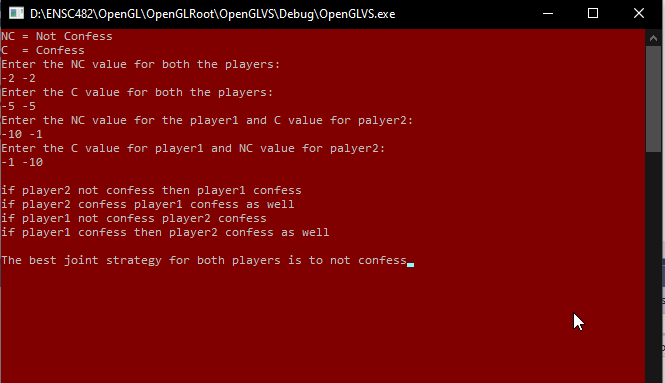 D:\ENSC482\OpenGL\OpenGLRoot\OpenGLVS\Debug\OpenGLVS.exe
NC = Not Confess
C  = Confess
Enter the NC value for both the players:
-2 -2
Enter the C value for both the players:
-5 -5
Enter the NC value for the player1 and C value for palyer2:
-10 -1
Enter the C value for player1 and NC value for palyer2:
-1 -10
if player2 not confess then player1 confess
if player2 confess player1 confess as well
if player1 not confess player2 confess
if player1 confess then player2 confess as well
The best joint strategy for both players is to not confess